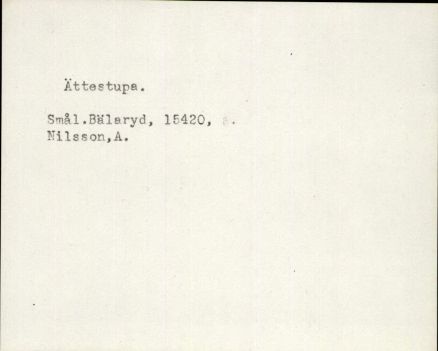 Ättestupa.
Smål.Bälaryd, 15420,
Nilsson,A.